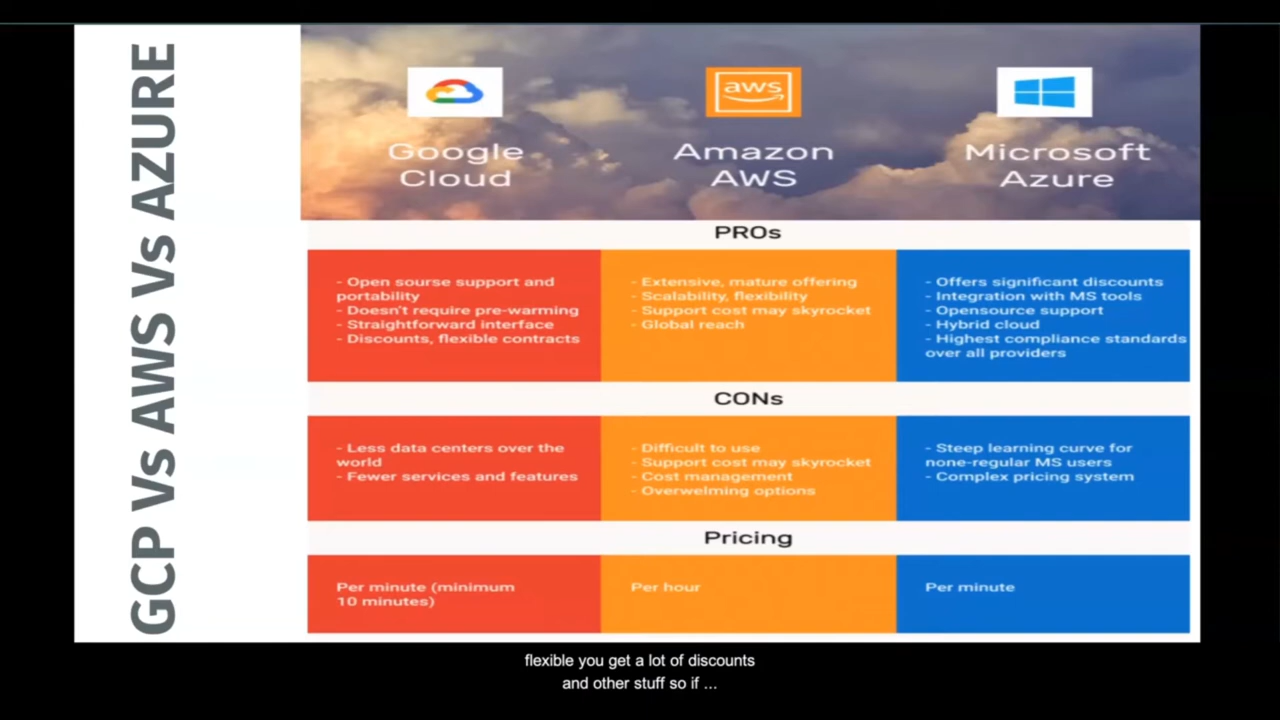 GCP Vs AWS Vs AZURE
aws
Google
Cloud
Amazon
AWS
Microsoft
Azure
PROs
- Open sourse support and
portability
- Doesn't require pre-warming
- Straightforward interface
- Discounts, flexible contracts
- Extensive, mature offering
- Scalability, flexibility
- Support cost may skyrocket
- Global reach
- Offers significant discounts
- Integration with MS tools
- Opensource support
- Hybrid cloud
- Highest compliance standards
over all providers
CONs
- Less data centers over the
world
- Fewer services and features
- Difficult to use
- Support cost may skyrocket
- Cost management
- Overwelming options
- Steep learning curve for
none-regular MS users
- Complex pricing system
Pricing
Per minute (minimum
10 minutes)
Per hour
Per minute
flexible you get a lot of discounts
and other stuff so if ...